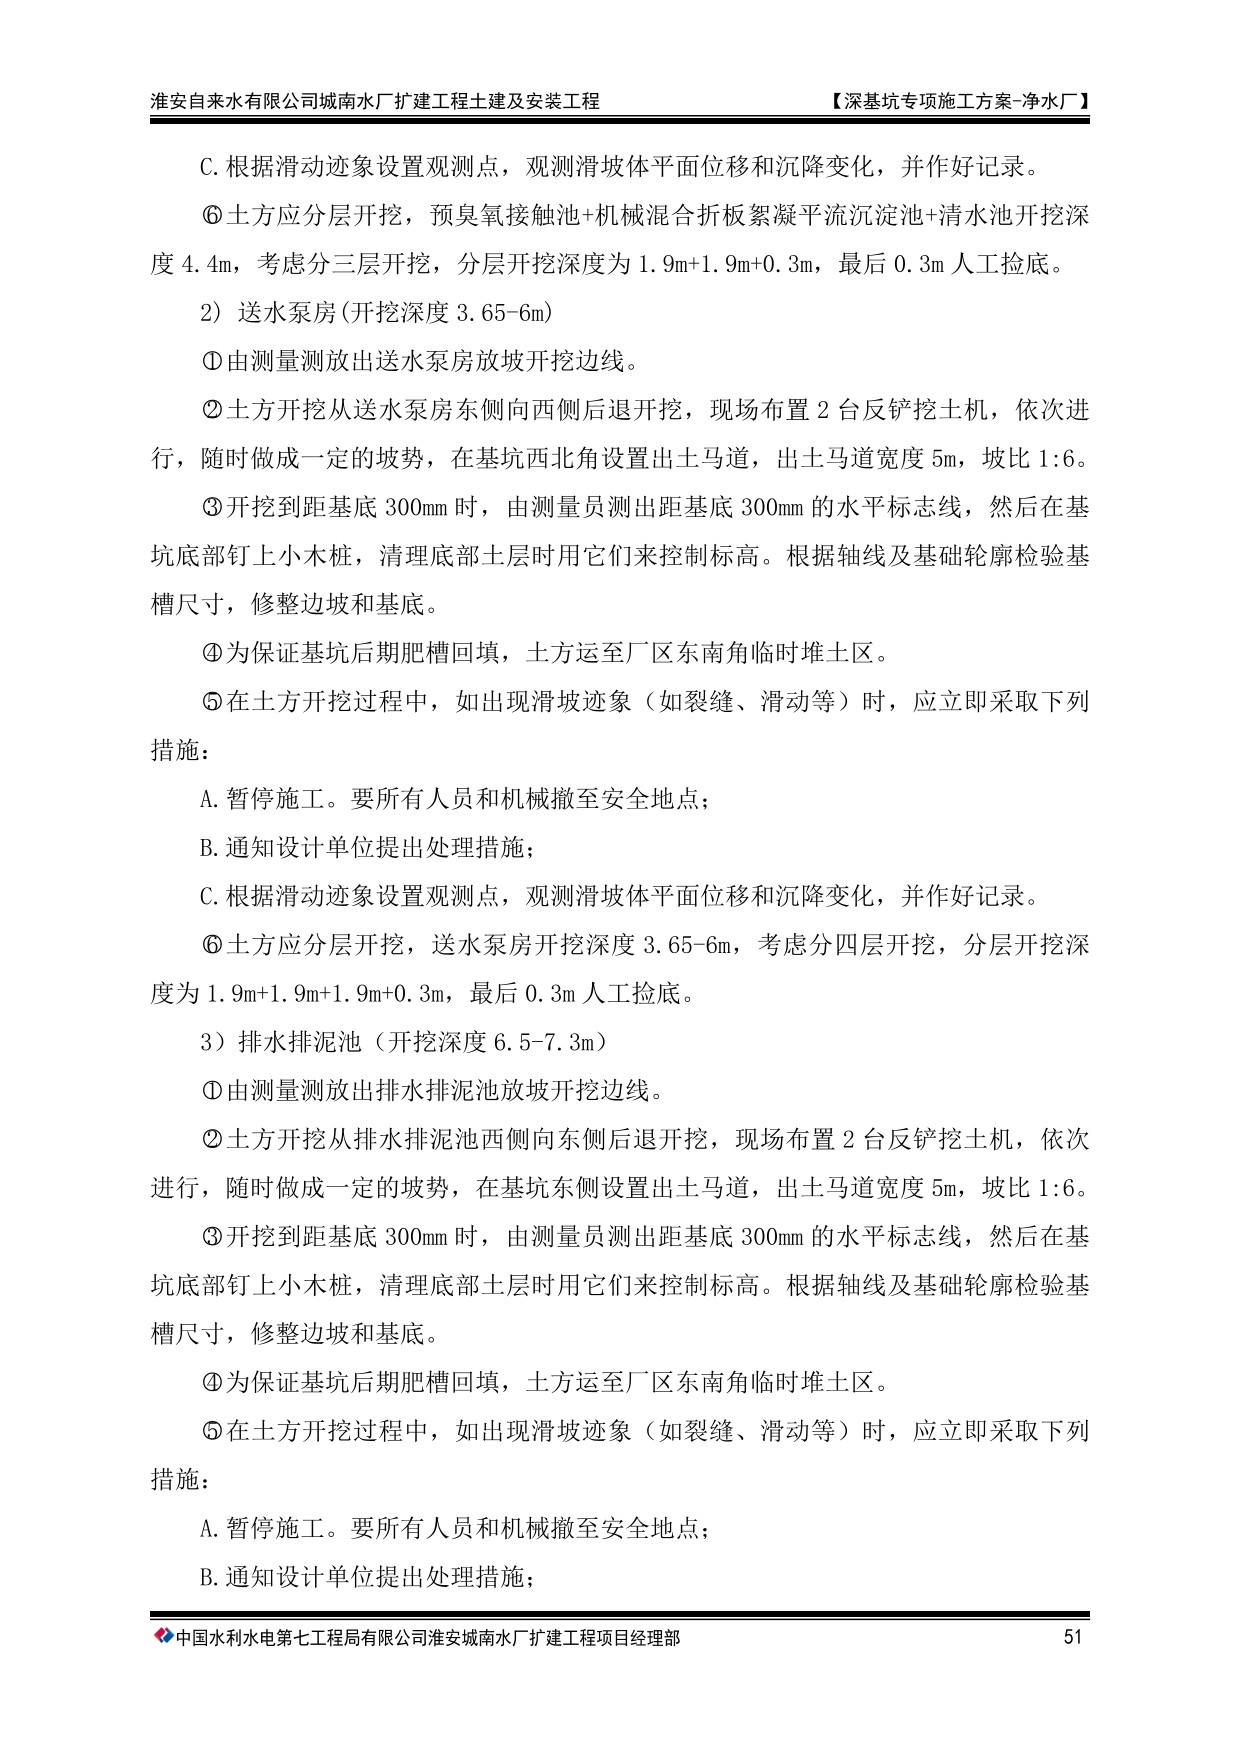 淮安自来水有限公司城南水厂扩建工程土建及安装工程 【深基坑专项施工方案-净水厂】
C.根据滑动迹象设置观测点，观测滑坡体平面位移和沉降变化，并作好记录。
⑥土方应分层开挖，预臭氧接触池+机械混合折板絮凝平流沉淀池+清水池开挖深
度 4.4m，考虑分三层开挖，分层开挖深度为 1.9m+1.9m+0.3m，最后 0.3m 人工捡底。
2) 送水泵房(开挖深度 3.65-6m)
①由测量测放出送水泵房放坡开挖边线。
②土方开挖从送水泵房东侧向西侧后退开挖，现场布置 2 台反铲挖土机，依次进
行，随时做成一定的坡势，在基坑西北角设置出土马道，出土马道宽度 5m，坡比 1:6。
③开挖到距基底 300mm 时，由测量员测出距基底 300mm 的水平标志线，然后在基
坑底部钉上小木桩，清理底部土层时用它们来控制标高。根据轴线及基础轮廓检验基
槽尺寸，修整边坡和基底。
④为保证基坑后期肥槽回填，土方运至厂区东南角临时堆土区。
⑤在土方开挖过程中，如出现滑坡迹象（如裂缝、滑动等）时，应立即采取下列
措施：
A.暂停施工。要所有人员和机械撤至安全地点；
B.通知设计单位提出处理措施；
C.根据滑动迹象设置观测点，观测滑坡体平面位移和沉降变化，并作好记录。
⑥土方应分层开挖，送水泵房开挖深度 3.65-6m，考虑分四层开挖，分层开挖深
度为 1.9m+1.9m+1.9m+0.3m，最后 0.3m 人工捡底。
3）排水排泥池（开挖深度 6.5-7.3m）
①由测量测放出排水排泥池放坡开挖边线。
②土方开挖从排水排泥池西侧向东侧后退开挖，现场布置 2 台反铲挖土机，依次
进行，随时做成一定的坡势，在基坑东侧设置出土马道，出土马道宽度 5m，坡比 1:6。
③开挖到距基底 300mm 时，由测量员测出距基底 300mm 的水平标志线，然后在基
坑底部钉上小木桩，清理底部土层时用它们来控制标高。根据轴线及基础轮廓检验基
槽尺寸，修整边坡和基底。
④为保证基坑后期肥槽回填，土方运至厂区东南角临时堆土区。
⑤在土方开挖过程中，如出现滑坡迹象（如裂缝、滑动等）时，应立即采取下列
措施：
A.暂停施工。要所有人员和机械撤至安全地点；
B.通知设计单位提出处理措施；
中国水利水电第七工程局有限公司淮安城南水厂扩建工程项目经理部 51